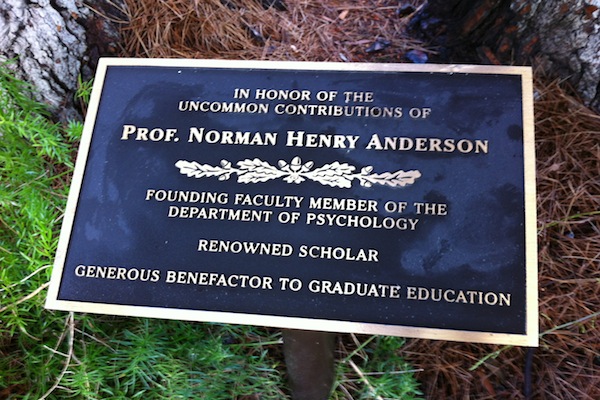 IN HONOR OF THE
UNCOMMON CONTRIBUTIONS OF
PROF. NORMAN HENRY ANDERSON
FOUNDING FACULTY MEMBER OF THE
DEPARTMENT OF PSYCHOLOGY
RENOWNED SCHOLAR
GENEROUS BENEFACTOR TO GRADUATE EDUCATION